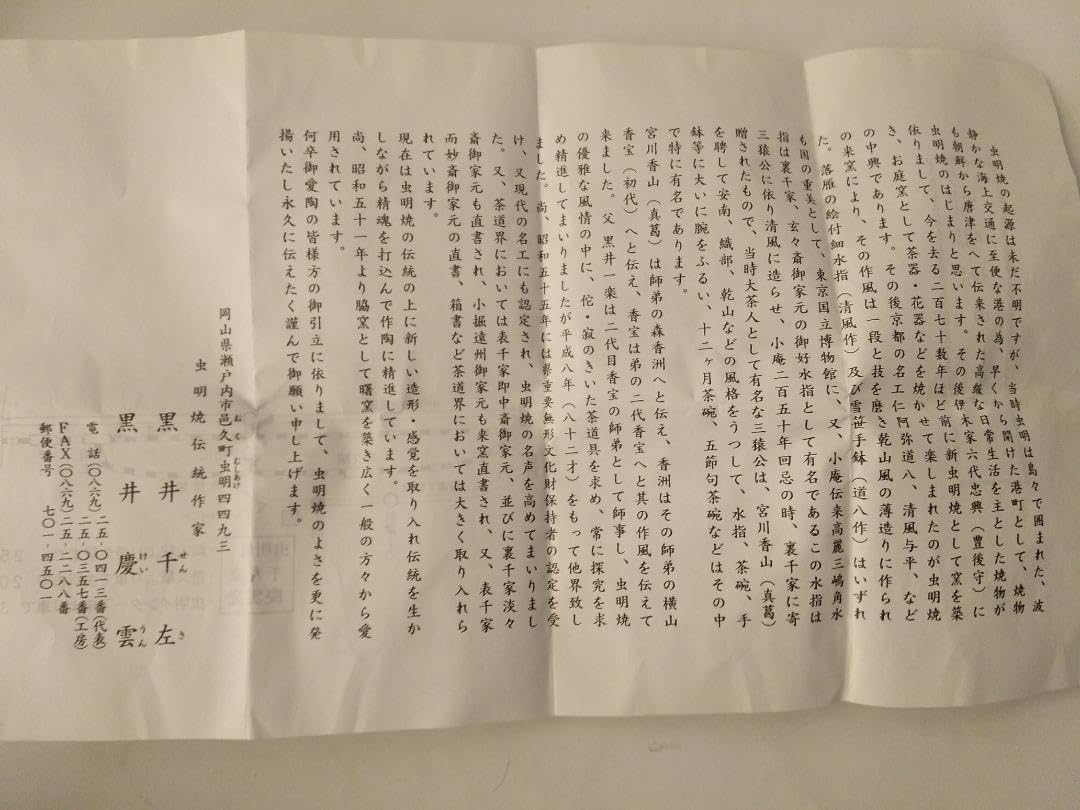 虫明焼の起源は未だ不明ですが、当時虫明は島々で囲まれた、波
静かな海上交通に至便な港の為、早くから開けた港町として、焼物
も朝鮮から唐津をへて伝来された高緩な日常生活を主とした焼物が
虫明焼のはじまりと思います。その後伊木家六代忠興(豊後守)に
依りまして、今を去る二百七十数年ほど前に新虫明焼として窯を築
き、お庭窯として茶器・花器などを焼かせて楽しまれたのが虫明焼
の中興であります。その後京都の名工仁阿弥道八、清風与平、など
の来窯により、その作風は一段と技を磨き乾山風の薄造りに作られ
た。落雁の絵付細水指(清風作)及び雪笹手鉢(道八作)はいずれ
も国の重美として、東京国立博物館に、又、小庵伝来高麗三嶋角水
指は裏千家、玄々斎御家元の御好水指として有名であるこの水指は
三猿公に依り清風に造らせ、小庵二百五十年回忌の時、裏千家に寄
贈されたもので、当時大茶人として有名な三猿公は、宮川香山(真葛)
を聘して安南、織部、乾山などの風格をうつして、水指、茶碗、手
鉢等に大いに腕をふるい、十二ヶ月茶碗、五節句茶碗などはその中
で特に有名であります。
宮川香山(真葛)は師弟の森香洲へと伝え、香洲はその師弟の横山
香宝(初代)へと伝え、香宝は弟の二代香宝へと其の作風を伝えて
来ました。父 黒井一楽は二代目香宝の師弟として師事し、虫明焼
の優雅な風情の中に、侘・寂のきいた茶道具を求め、常に探究を求
め精進してまいりましたが平成八年(八十二才)をもって他界致し
ました。尚、昭和五十五年には県重要無形文化財保持者の認定を受
け、又現代の名工にも認定され、虫明焼の名声を高めてまいりまし
た。又、茶道界においては表千家即中斎御家元、並びに裏千家淡々
斎御家元も直書され、小掘遠州御家元も来窯直書され、又、表千家
而妙斎御家元の直書、箱書など茶道界においては大きく取り入れら
れています。
現在は虫明焼の伝統の上に新しい造形・感覚を取り入れ伝統を生か
しながら精魂を打込んで作陶に精進しています。
尚、昭和五十一年より脇窯として曙窯を築き広く一般の方々から愛
用されています。
何卒御愛陶の皆様方の御引立に依りまして、虫明焼のよさを更に発
揚いたし永久に伝えたく謹んで御願い申し上げます。
岡山県瀬戸内市邑久町虫明四四九三
おくむしあけ
虫明焼伝統作家
黒井千左
せんさ
黒井慶雲
けいうん
電話(〇八六九)二五-〇四一三番(代表)
二五-〇三五七番(工房)
FAX(〇八六九)二五-二二八八番
郵便番号 七〇一-四五〇一